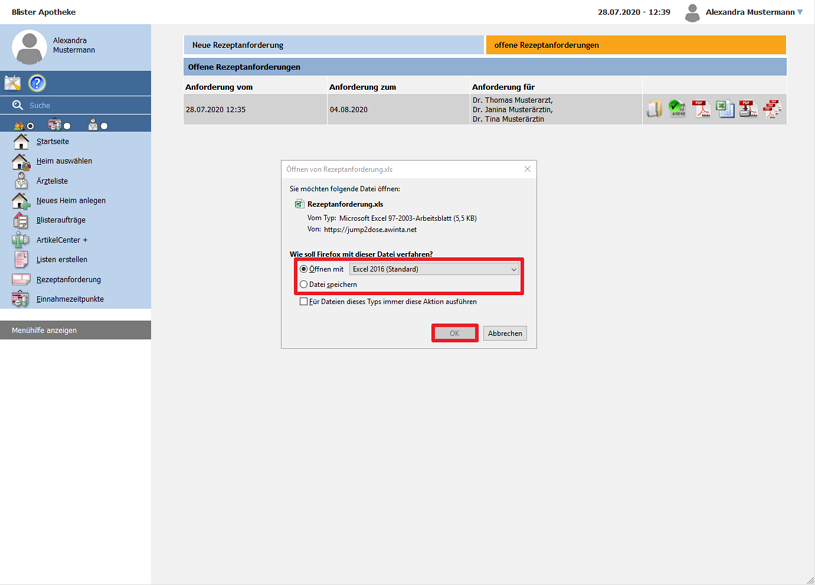 Blister Apotheke
28.07.2020 - 12:39
Alexandra Mustermann
Alexandra
Mustermann
Suche
Startseite
Heim auswählen
Ärzteliste
Neues Heim anlegen
Blisteraufträge
ArtikelCenter +
Listen erstellen
Rezeptanforderung
Einnahmezeitpunkte
Menühilfe anzeigen
Neue Rezeptanforderung
offene Rezeptanforderungen
Offene Rezeptanforderungen
Anforderung vom Anforderung zum Anforderung für
28.07.2020 12:35 04.08.2020
Dr. Thomas Musterarzt,
Dr. Janina Musterärztin,
Dr. Tina Musterärztin
Öffnen von Rezeptanforderung.xls
Sie möchten folgende Datei öffnen:
Rezeptanforderung.xls
Vom Typ: Microsoft Excel 97-2003-Arbeitsblatt (5,5 KB)
Von: https://jump2dose.awinta.net
Wie soll Firefox mit dieser Datei verfahren?
Öffnen mit Excel 2016 (Standard)
Datei speichern
Für Dateien dieses Typs immer diese Aktion ausführen
OK
Abbrechen